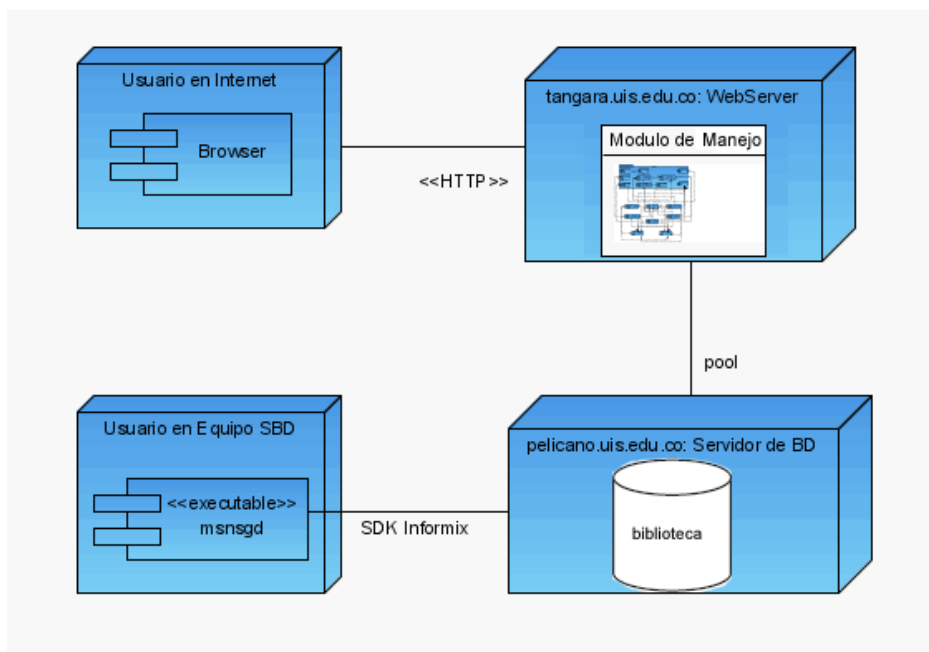 Usuario en Internet
Browser
<<HTTP>>
tangara.uis.edu.co: WebServer
Modulo de Manejo
pool
Usuario en Equipo SBD
<<executable>>
msnsgd
SDK Informix
pelicano.uis.edu.co: Servidor de BD
biblioteca